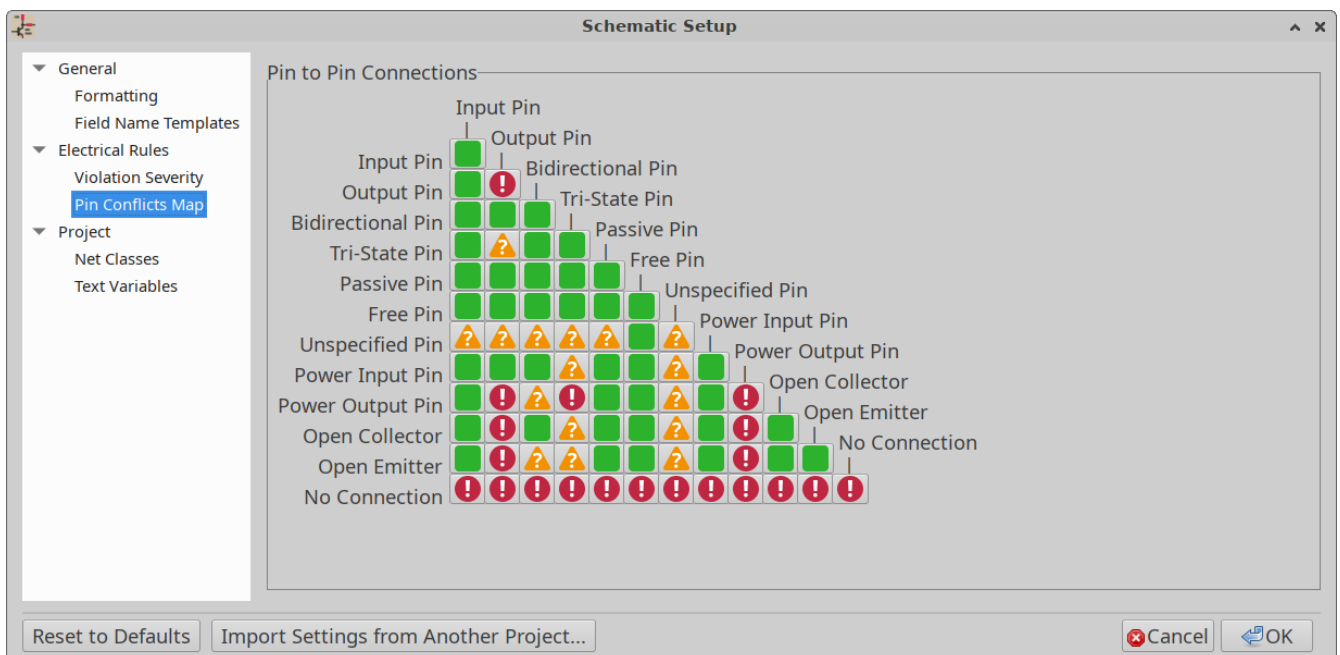 Schematic Setup
General
Formatting
Field Name Templates
Electrical Rules
Violation Severity
Pin Conflicts Map
Project
Net Classes
Text Variables
Pin to Pin Connections
Input Pin
Output Pin
Bidirectional Pin
Tri-State Pin
Passive Pin
Free Pin
Unspecified Pin
Power Input Pin
Power Output Pin
Open Collector
Open Emitter
No Connection
Input Pin
Output Pin
Bidirectional Pin
Tri-State Pin
Passive Pin
Free Pin
Unspecified Pin
Power Input Pin
Power Output Pin
Open Collector
Open Emitter
No Connection
Reset to Defaults
Import Settings from Another Project...
Cancel
OK